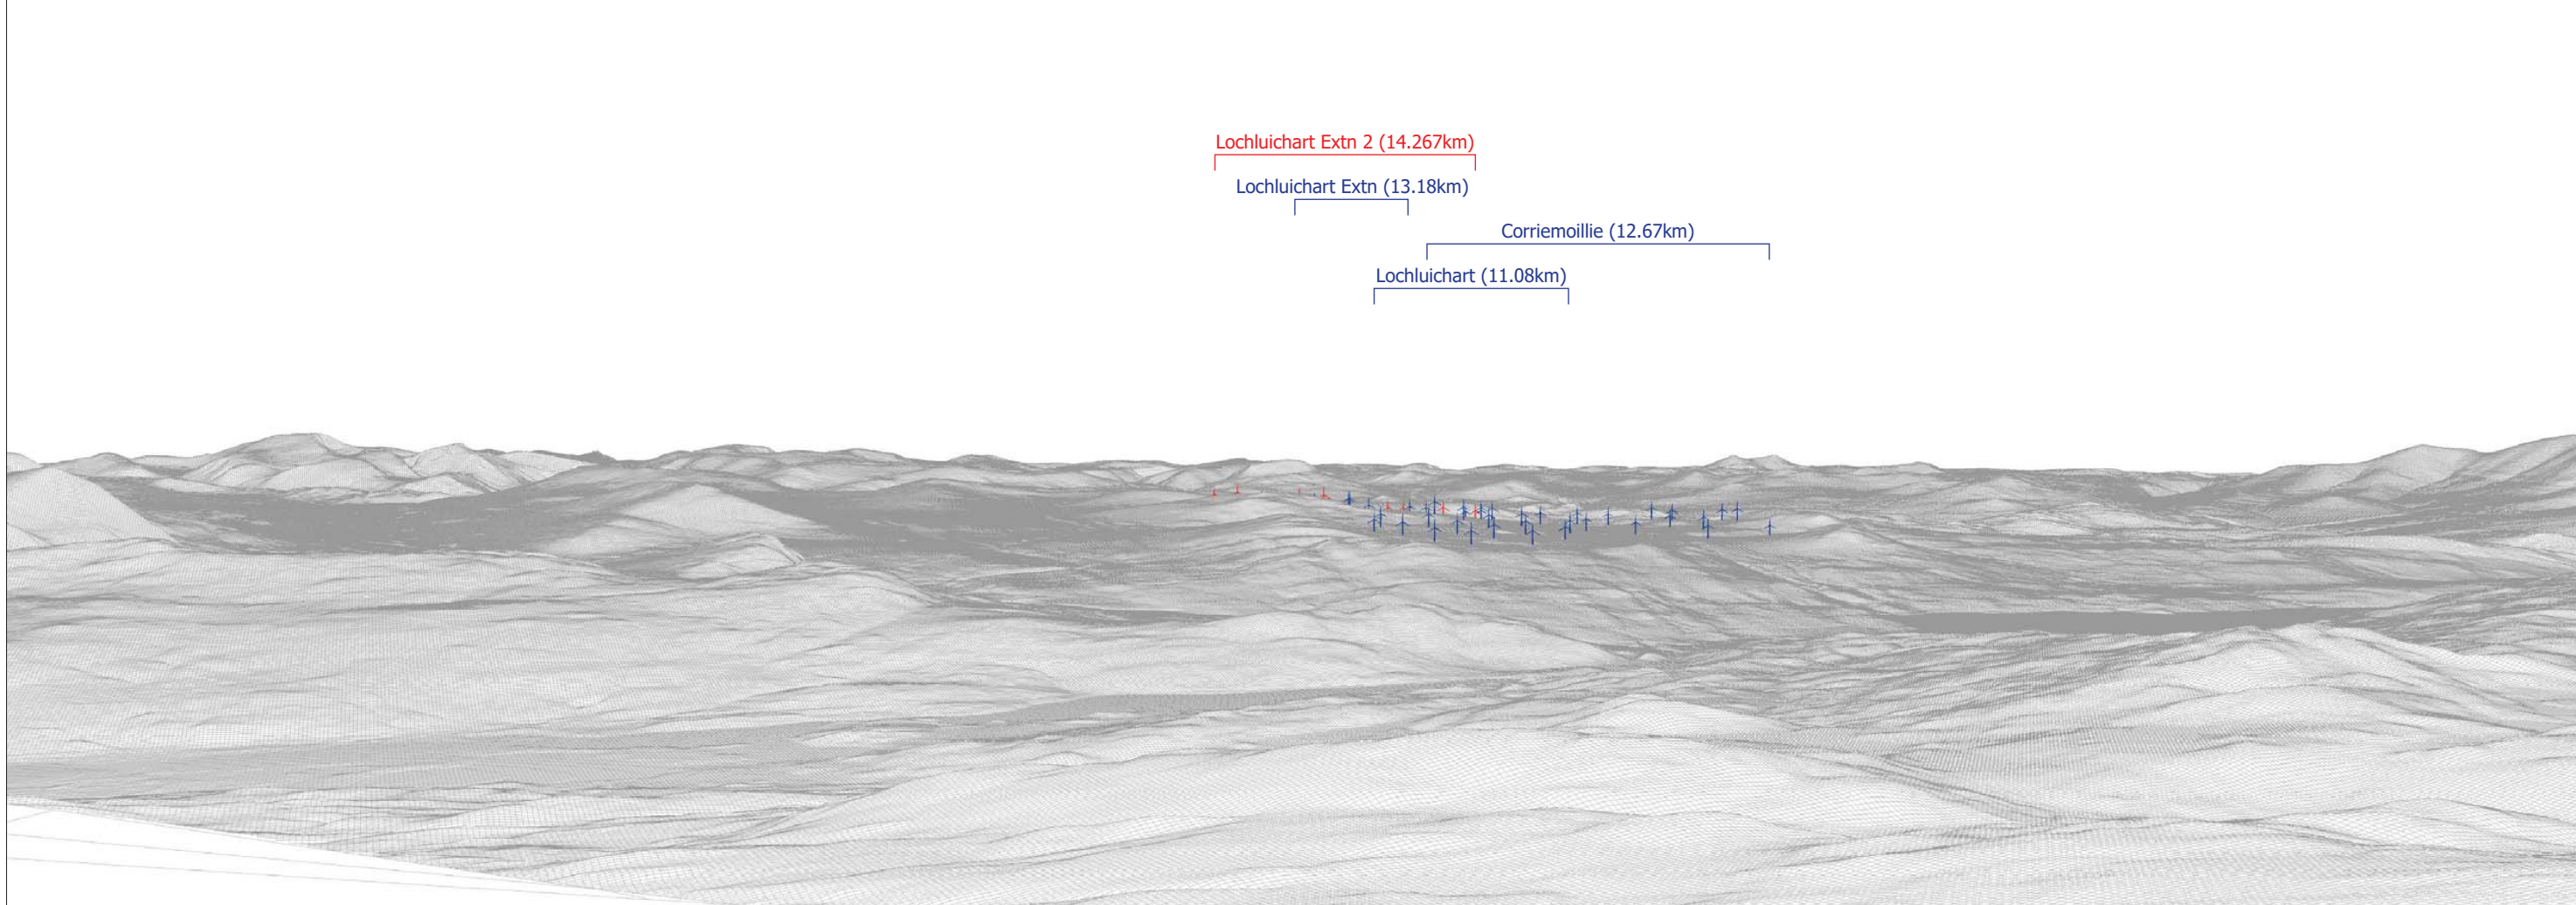 Lochluichart Extn 2 (14.267km)
Lochluichart Extn (13.18km)
Corriemoillie (12.67km)
Lochluichart (11.08km)